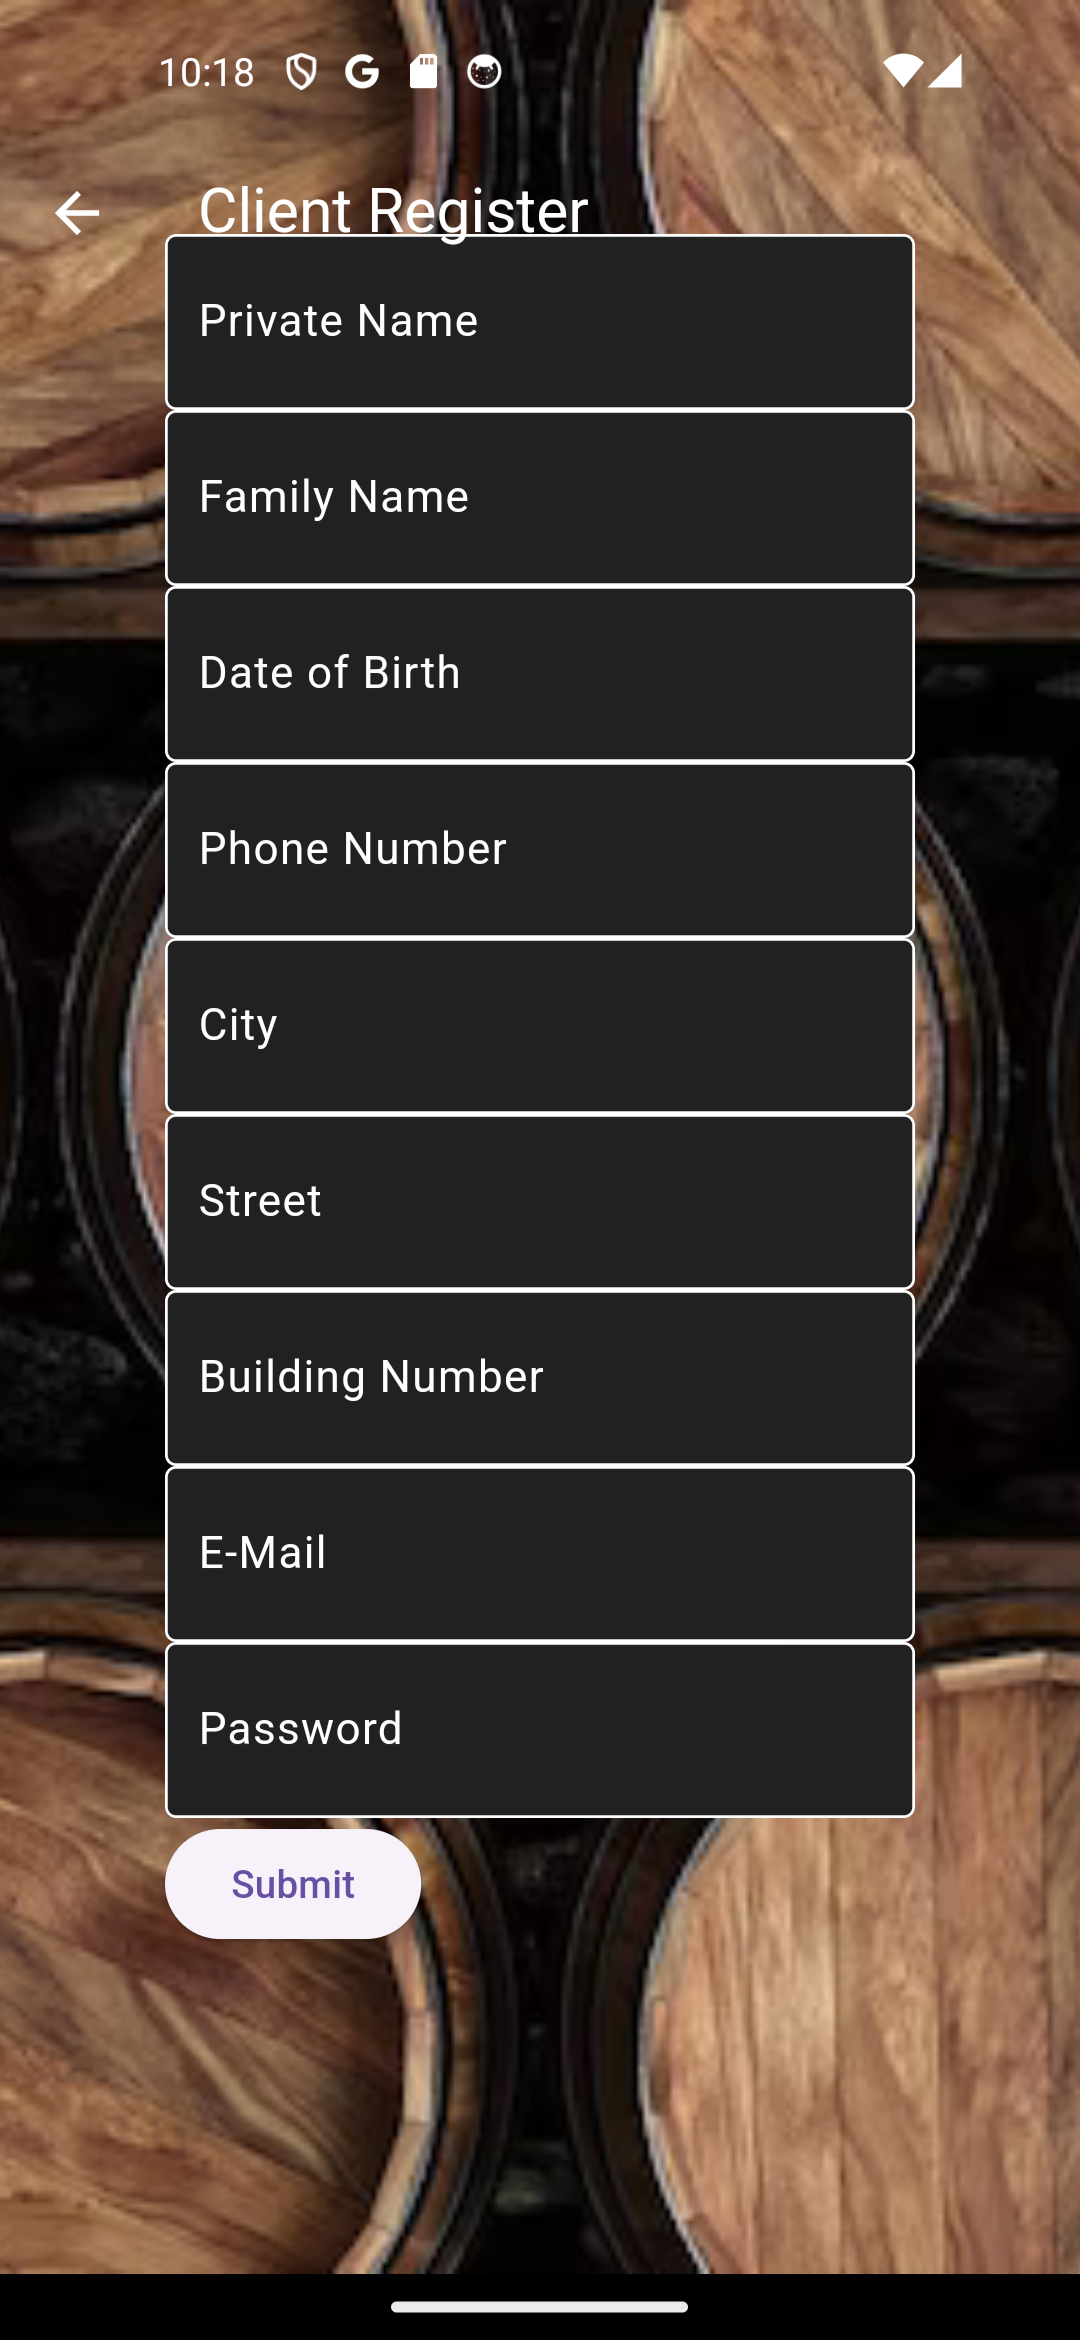 10:18
Client Register
Private Name
Family Name
Date of Birth
Phone Number
City
Street
Building Number
E-Mail
Password
Submit